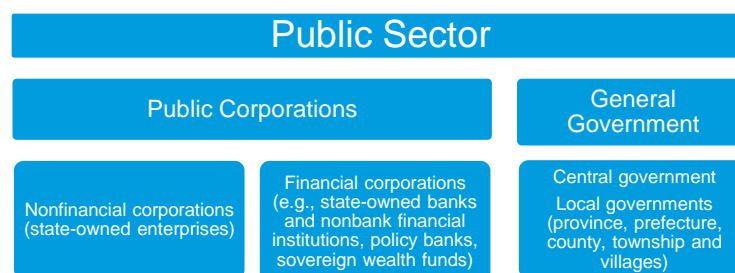 Public Sector
Public Corporations
General
Government
Nonfinancial corporations
(state-owned enterprises)
Financial corporations
(e.g., state-owned banks
and nonbank financial
institutions, policy banks,
sovereign wealth funds)
Central government
Local governments
(province, prefecture,
county, township and
villages)